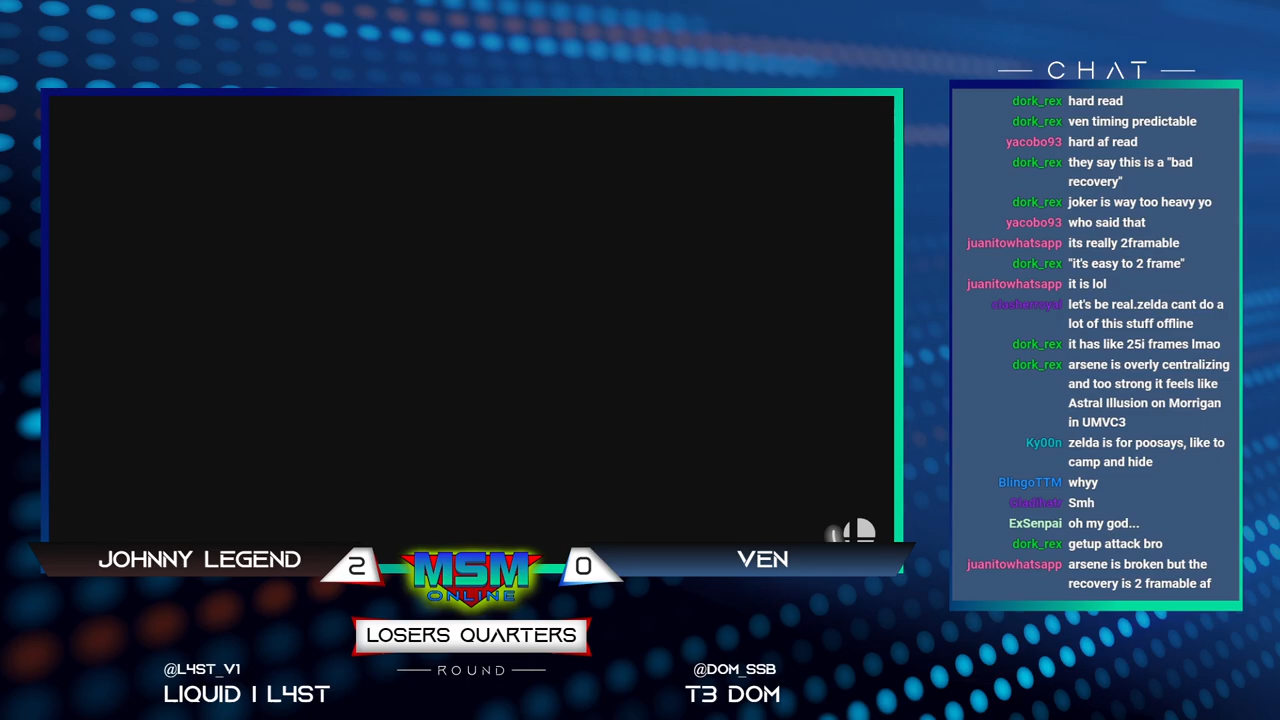 CHAT
dork_rex hard read
dork_rex ven timing predictable
yacobo93 hard af read
dork_rex they say this is a "bad
recovery"
dork_rex joker is way too heavy yo
yacobo93 who said that
juanitowhatsapp its really 2framable
dork_rex "it's easy to 2 frame"
juanitowhatsapp it is lol
let's be real.zelda cant do a
lot of this stuff offline
dork_rex it has like 25i frames lmao
dork_rex arsene is overly centralizing
and too strong it feels like
Astral Illusion on Morrigan
in UMVC3
Ky00n zelda is for poosays, like to
camp and hide
BlingoTTM whyy
Smh
ExSenpai oh my god...
dork_rex getup attack bro
juanitowhatsapp arsene is broken but the
recovery is 2 framable af
JOHNNY LEGEND 2 MSM 0 VEN
ONLINE
LOSERS QUARTERS
ROUND
@L4ST_V1 @DOM_SSB
LIQUID | L4ST T3 DOM